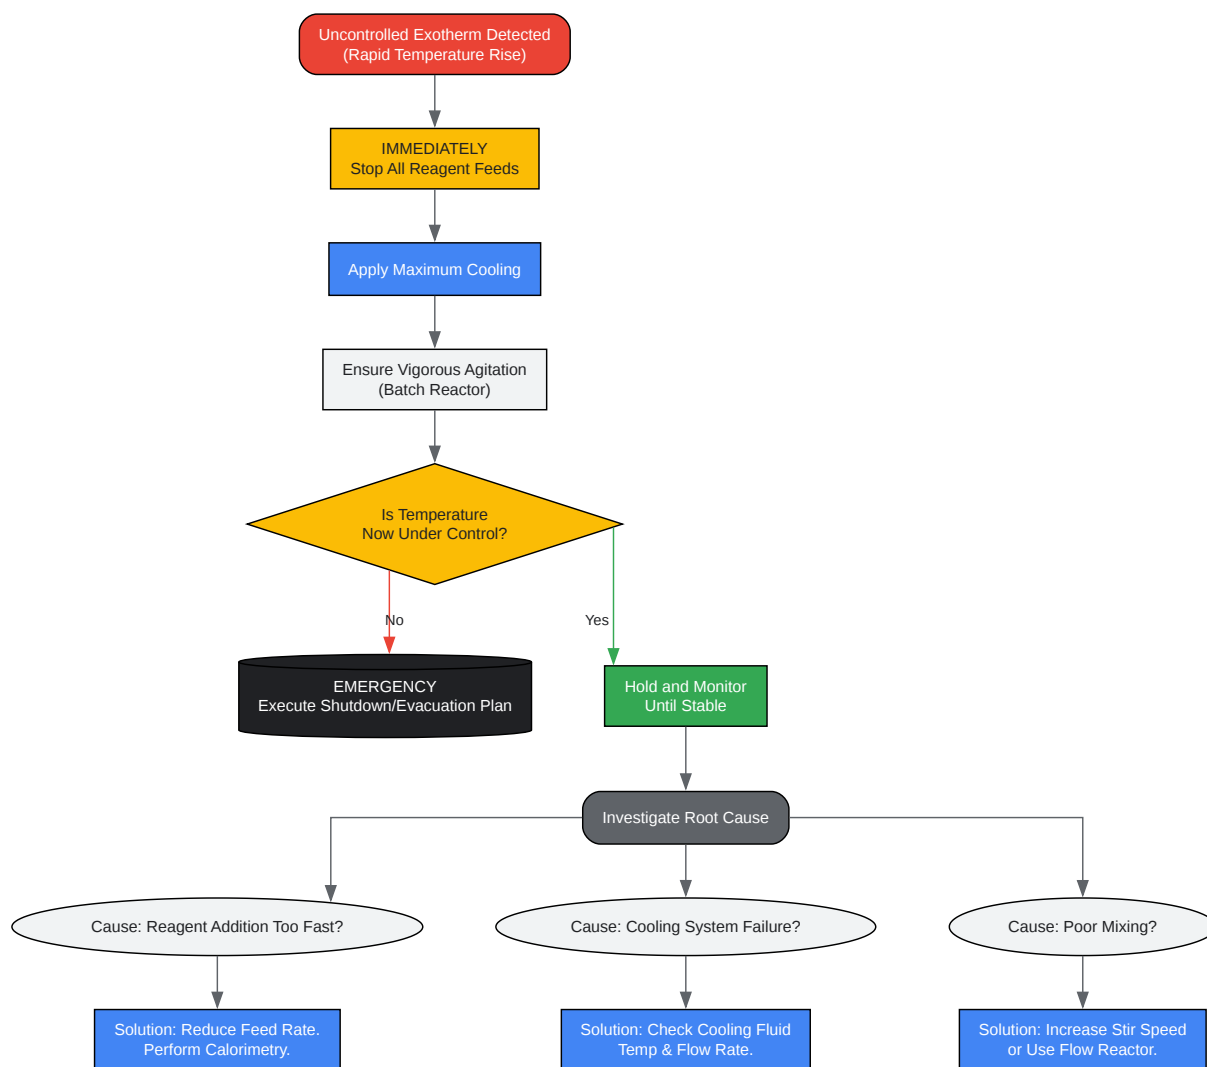 Uncontrolled Exotherm Detected
(Rapid Temperature Rise)
IMMEDIATELY
Stop All Reagent Feeds
Apply Maximum Cooling
Ensure Vigorous Agitation
(Batch Reactor)
Is Temperature
Now Under Control?
No
Yes
EMERGENCY
Execute Shutdown/Evacuation Plan
Hold and Monitor
Until Stable
Investigate Root Cause
Cause: Reagent Addition Too Fast?
Cause: Cooling System Failure?
Cause: Poor Mixing?
Solution: Reduce Feed Rate.
Perform Calorimetry.
Solution: Check Cooling Fluid
Temp & Flow Rate.
Solution: Increase Stir Speed
or Use Flow Reactor.